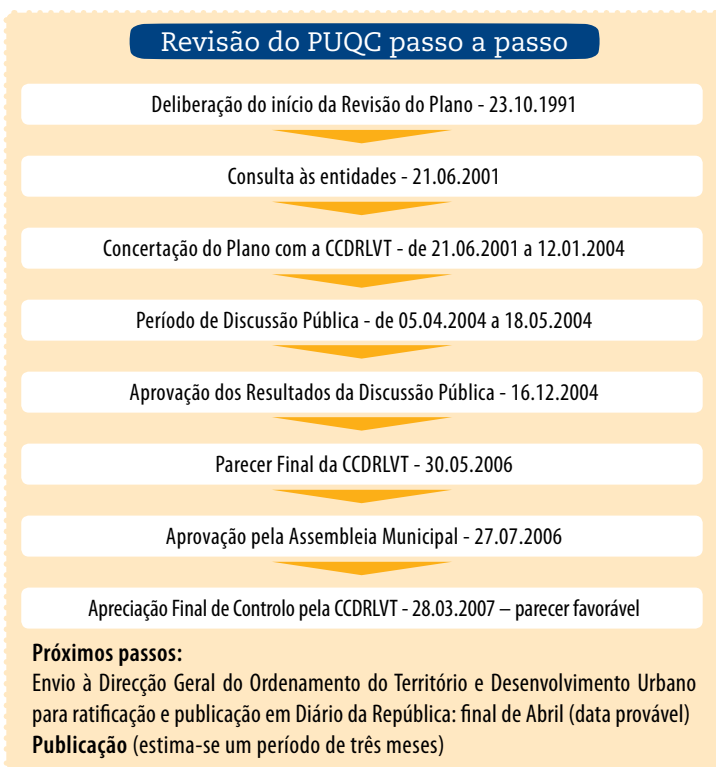 Revisão do PUQC passo a passo
Deliberação do início da Revisão do Plano - 23.10.1991
Consulta às entidades - 21.06.2001
Concertação do Plano com a CCDRLVT - de 21.06.2001 a 12.01.2004
Período de Discussão Pública - de 05.04.2004 a 18.05.2004
Aprovação dos Resultados da Discussão Pública - 16.12.2004
Parecer Final da CCDRLVT - 30.05.2006
Aprovação pela Assembleia Municipal - 27.07.2006
Apreciação Final de Controlo pela CCDRLVT - 28.03.2007 – parecer favorável
Próximos passos:
Envio à Direcção Geral do Ordenamento do Território e Desenvolvimento Urbano
para ratificação e publicação em Diário da República: final de Abril (data provável)
Publicação (estima-se um período de três meses)